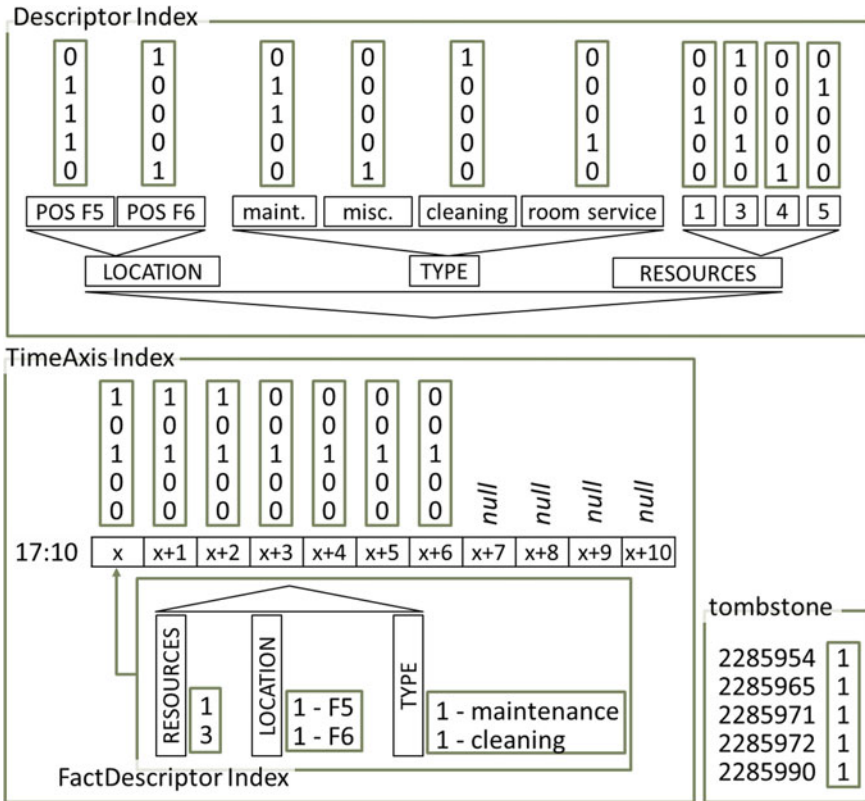 Descriptor Index
0 1 0 0 1 0 0 1 0 0
1 0 1 0 0 0 0 0 0 1
1 0 1 0 0 0 1 0 0 0
1 0 0 0 0 1 0 1 0 0
0 1 0 1 0 0 0 0 1 0
POS F5 POS F6 maint. misc. cleaning room service 1 3 4 5
LOCATION TYPE RESOURCES
TimeAxis Index
1 1 1 0 0 0 0
0 0 0 0 0 0 0
1 1 1 1 1 1 1
0 0 0 0 0 0 0
0 0 0 0 0 0 0
null null null null
17:10 x x+1 x+2 x+3 x+4 x+5 x+6 x+7 x+8 x+9 x+10
RESOURCES
1
3
LOCATION
1 - F5
1 - F6
TYPE
1 - maintenance
1 - cleaning
FactDescriptor Index
tombstone
2285954 1
2285965 1
2285971 1
2285972 1
2285990 1